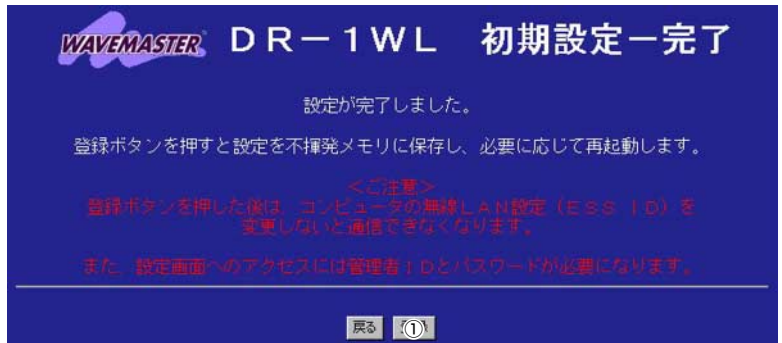 WAVEMASTER DR－1WL 初期設定－完了
設定が完了しました。
登録ボタンを押すと設定を不揮発メモリに保存し、必要に応じて再起動します。
＜ご注意＞
登録ボタンを押した後は、コンピュータの無線ＬＡＮ設定（ＥＳＳ ＩＤ）を
変更しないと通信できなくなります。
また、設定画面へのアクセスには管理者ＩＤとパスワードが必要になります。
戻る ①